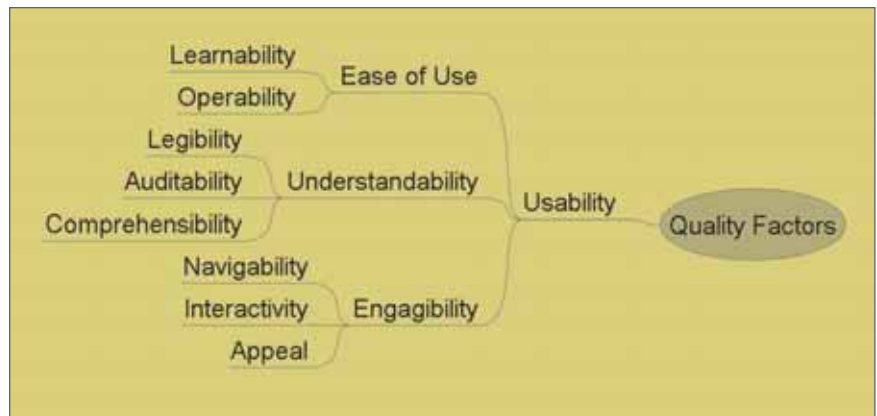 Learnability
Operability
Ease of Use
Legibility
Auditability
Comprehensibility
Understandability
Navigability
Interactivity
Appeal
Engagibility
Usability
Quality Factors